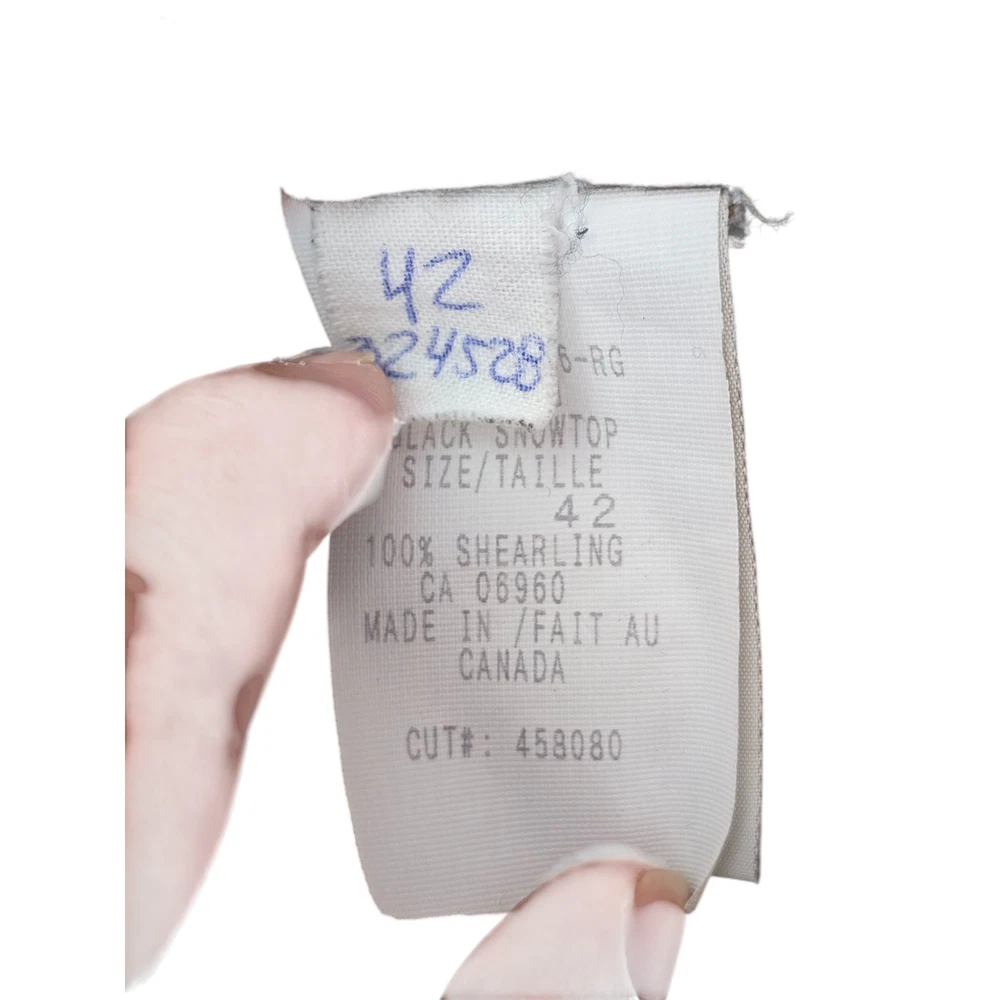 42
24528
6-RG
BLACK SNOWTOP
SIZE/TAILLE
42
100% SHEARLING
CA 06960
MADE IN /FAIT AU
CANADA
CUT#: 458080